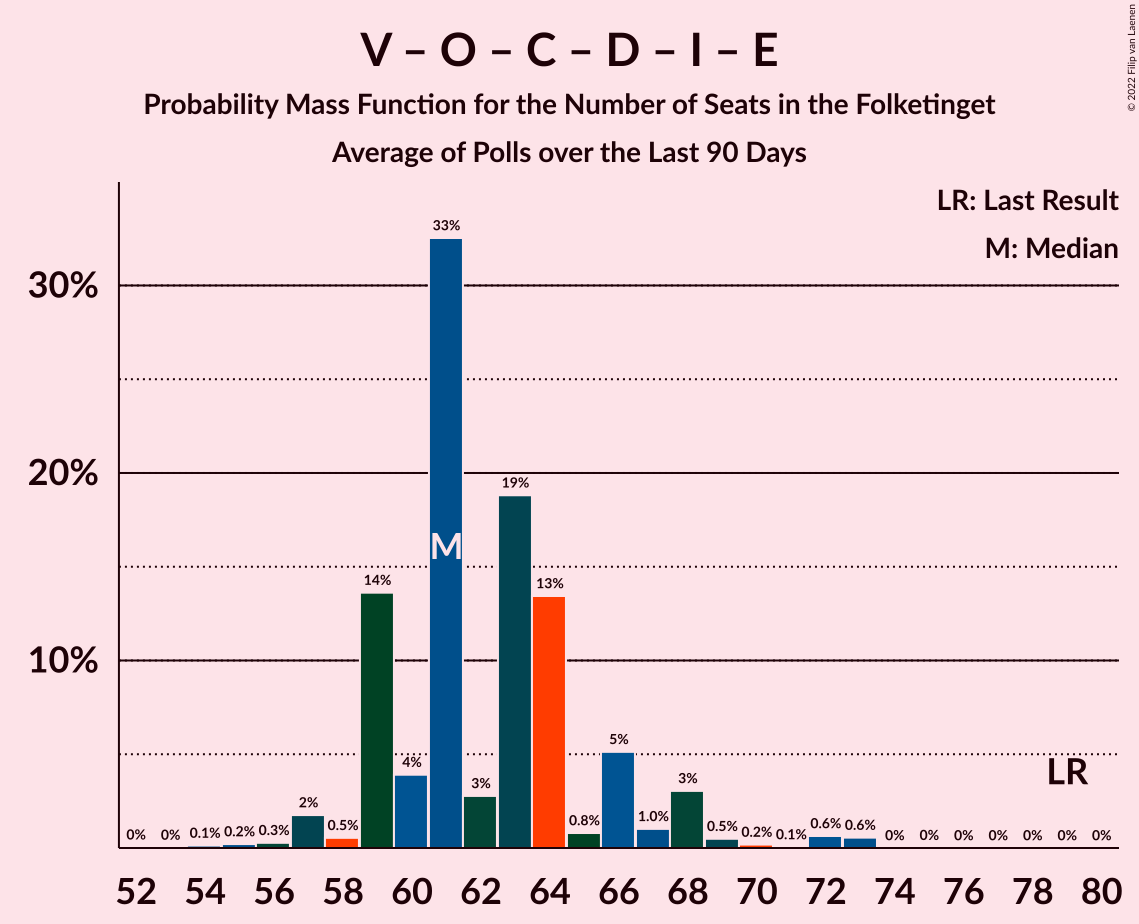 V – O – C – D – I – E
Probability Mass Function for the Number of Seats in the Folketinget
Average of Polls over the Last 90 Days
© 2022 Filip van Laenen
LR: Last Result
M: Median
30%
20%
10%
0% 0% 0.1% 0.2% 0.3% 2% 0.5% 14% 4% 33% 3% 19% 13% 0.8% 5% 1.0% 3% 0.5% 0.2% 0.1% 0.6% 0.6% 0% 0% 0% 0% 0% 0% 0%
M
LR
52 54 56 58 60 62 64 66 68 70 72 74 76 78 80